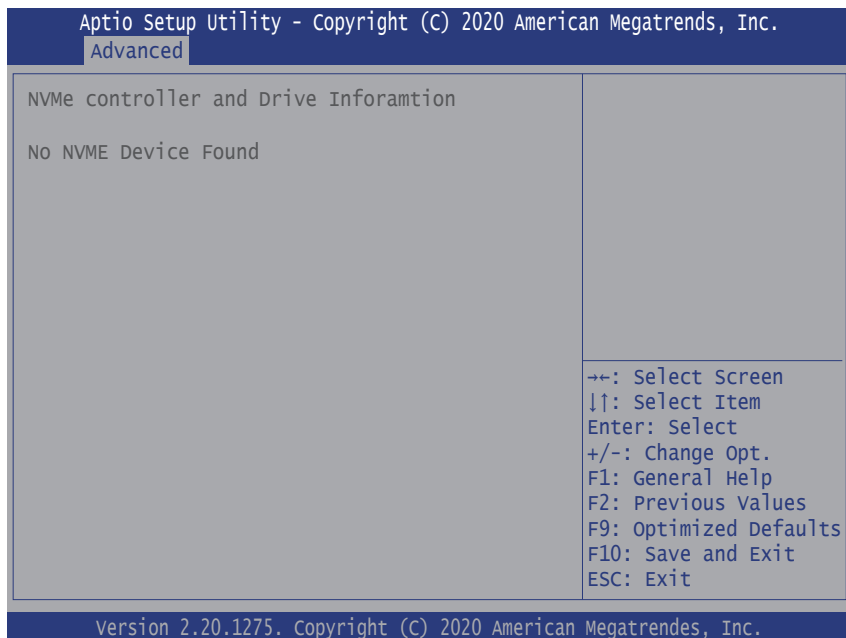 Aptio Setup Utility - Copyright (C) 2020 American Megatrends, Inc.
Advanced
NVMe controller and Drive Inforamtion
No NVME Device Found
→←: Select Screen
↓↑: Select Item
Enter: Select
+/-: Change Opt.
F1: General Help
F2: Previous Values
F9: Optimized Defaults
F10: Save and Exit
ESC: Exit
Version 2.20.1275. Copyright (C) 2020 American Megatrendes, Inc.